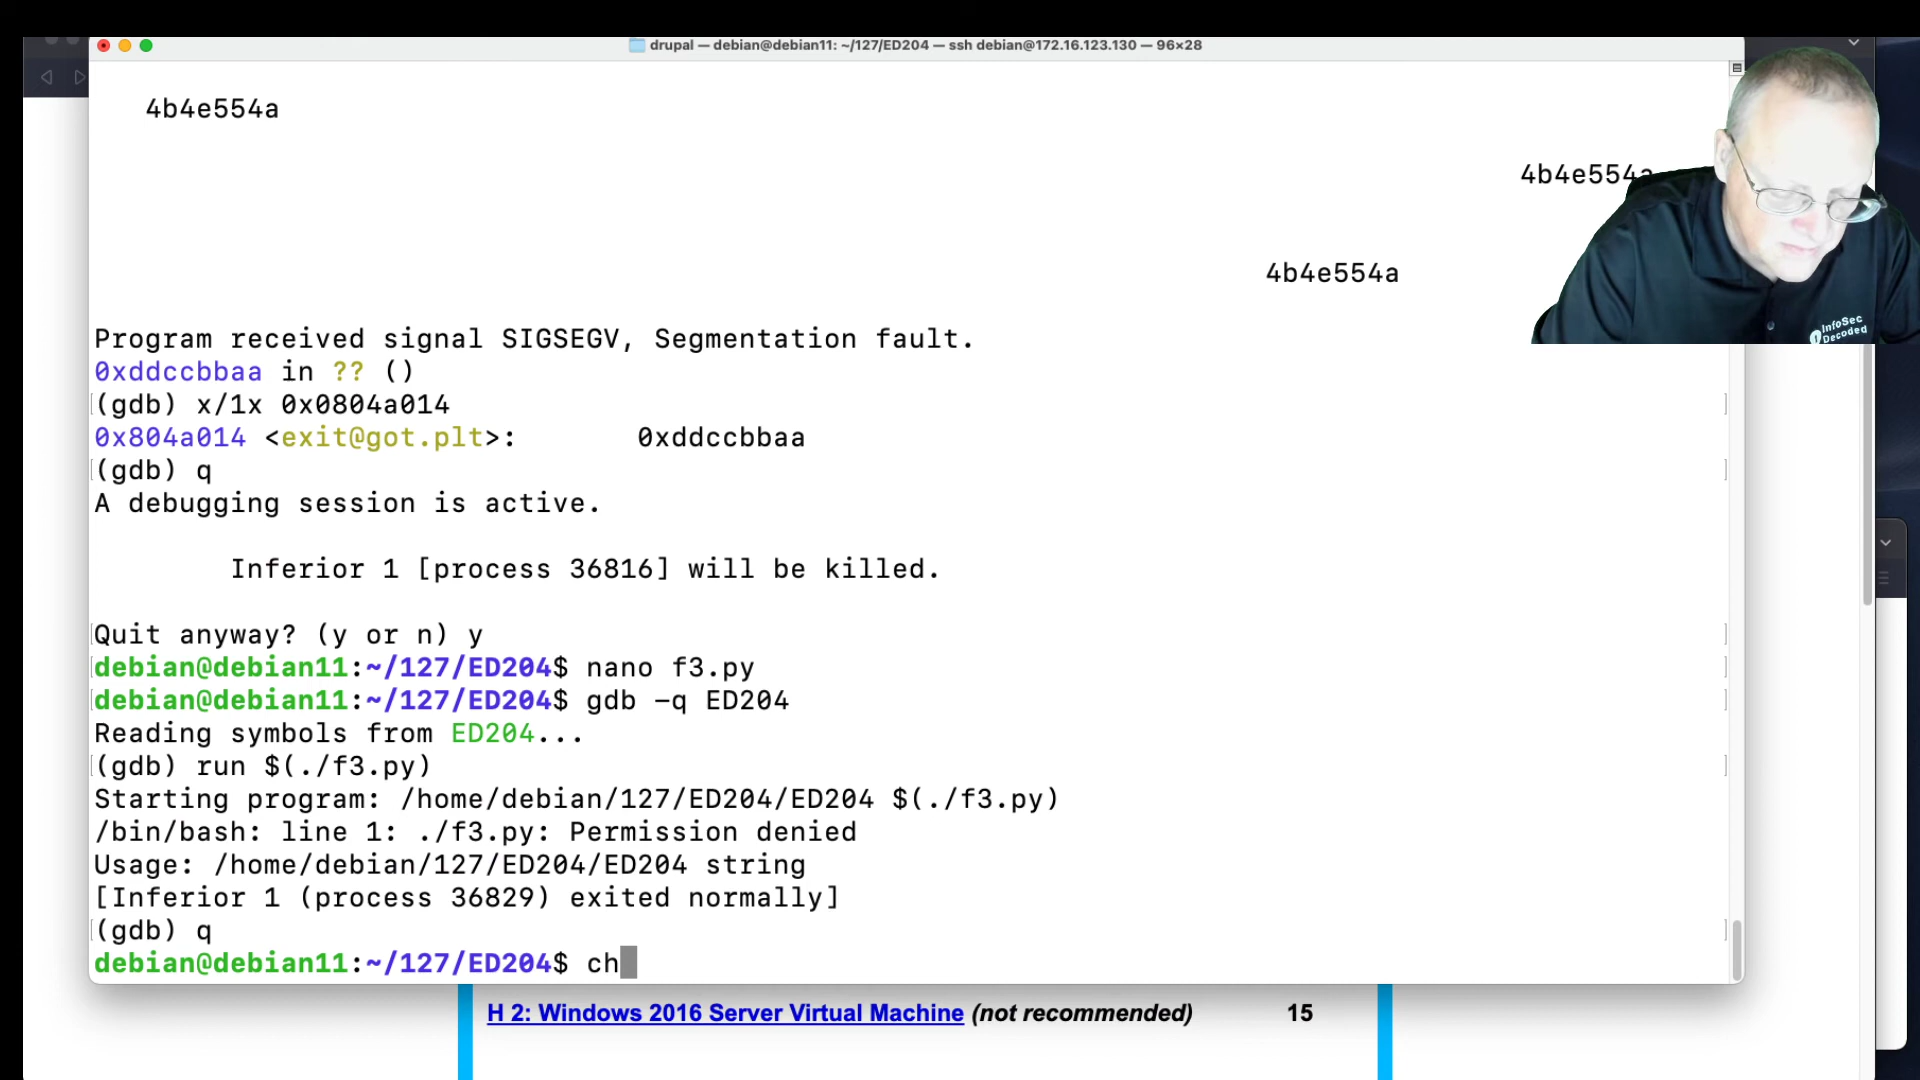 drupal — debian@debian11: ~/127/ED204 — ssh debian@172.16.123.130 — 96×28
4b4e554a
4b4e554a
4b4e554a
InfoSec
Decoded
Program received signal SIGSEGV, Segmentation fault.
0xddccbbaa in ?? ()
(gdb) x/1x 0x0804a014
0x804a014 <exit@got.plt>: 0xddccbbaa
(gdb) q
A debugging session is active.
Inferior 1 [process 36816] will be killed.
Quit anyway? (y or n) y
debian@debian11:~/127/ED204$ nano f3.py
debian@debian11:~/127/ED204$ gdb -q ED204
Reading symbols from ED204...
(gdb) run $(./f3.py)
Starting program: /home/debian/127/ED204/ED204 $(./f3.py)
/bin/bash: line 1: ./f3.py: Permission denied
Usage: /home/debian/127/ED204/ED204 string
[Inferior 1 (process 36829) exited normally]
(gdb) q
debian@debian11:~/127/ED204$ ch
H 2: Windows 2016 Server Virtual Machine (not recommended) 15